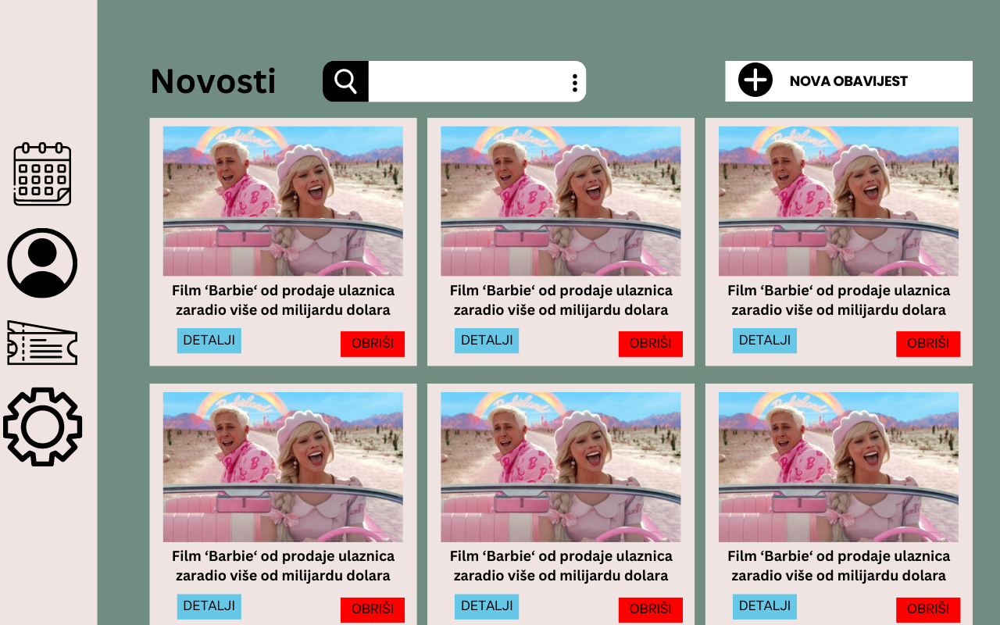 Novosti
NOVA OBAVIJEST
Film ‘Barbie‘ od prodaje ulaznica
zaradio više od milijardu dolara
DETALJI
OBRIŠI
Film ‘Barbie‘ od prodaje ulaznica
zaradio više od milijardu dolara
DETALJI
OBRIŠI
Film ‘Barbie‘ od prodaje ulaznica
zaradio više od milijardu dolara
DETALJI
OBRIŠI
Film ‘Barbie‘ od prodaje ulaznica
zaradio više od milijardu dolara
DETALJI
OBRIŠI
Film ‘Barbie‘ od prodaje ulaznica
zaradio više od milijardu dolara
DETALJI
OBRIŠI
Film ‘Barbie‘ od prodaje ulaznica
zaradio više od milijardu dolara
DETALJI
OBRIŠI